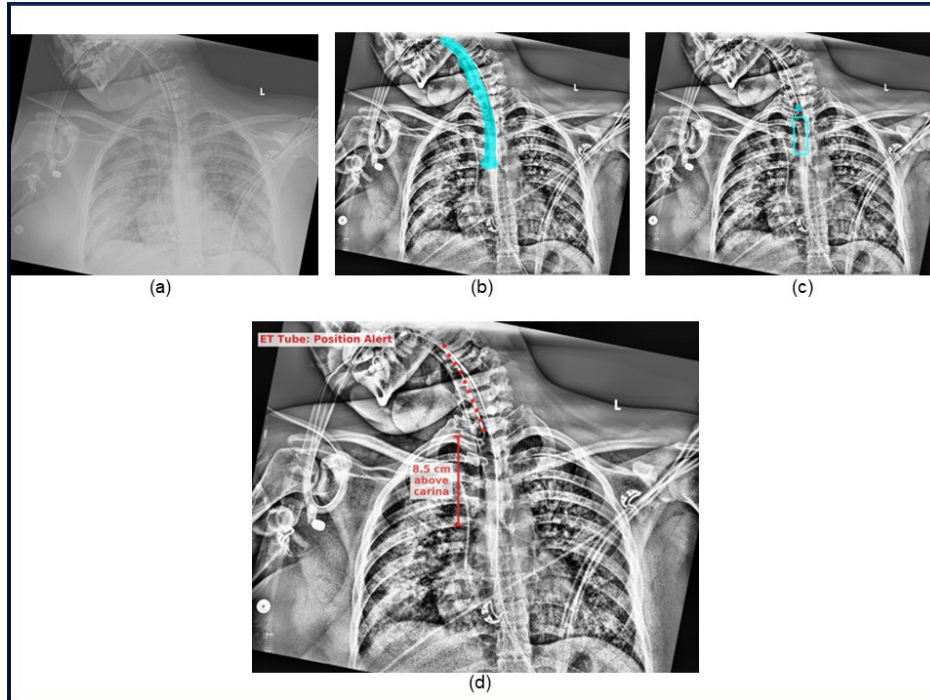 L
L
L
(a)
(b)
(c)
ET Tube: Position Alert
L
8.5 cm
above
carina
(d)